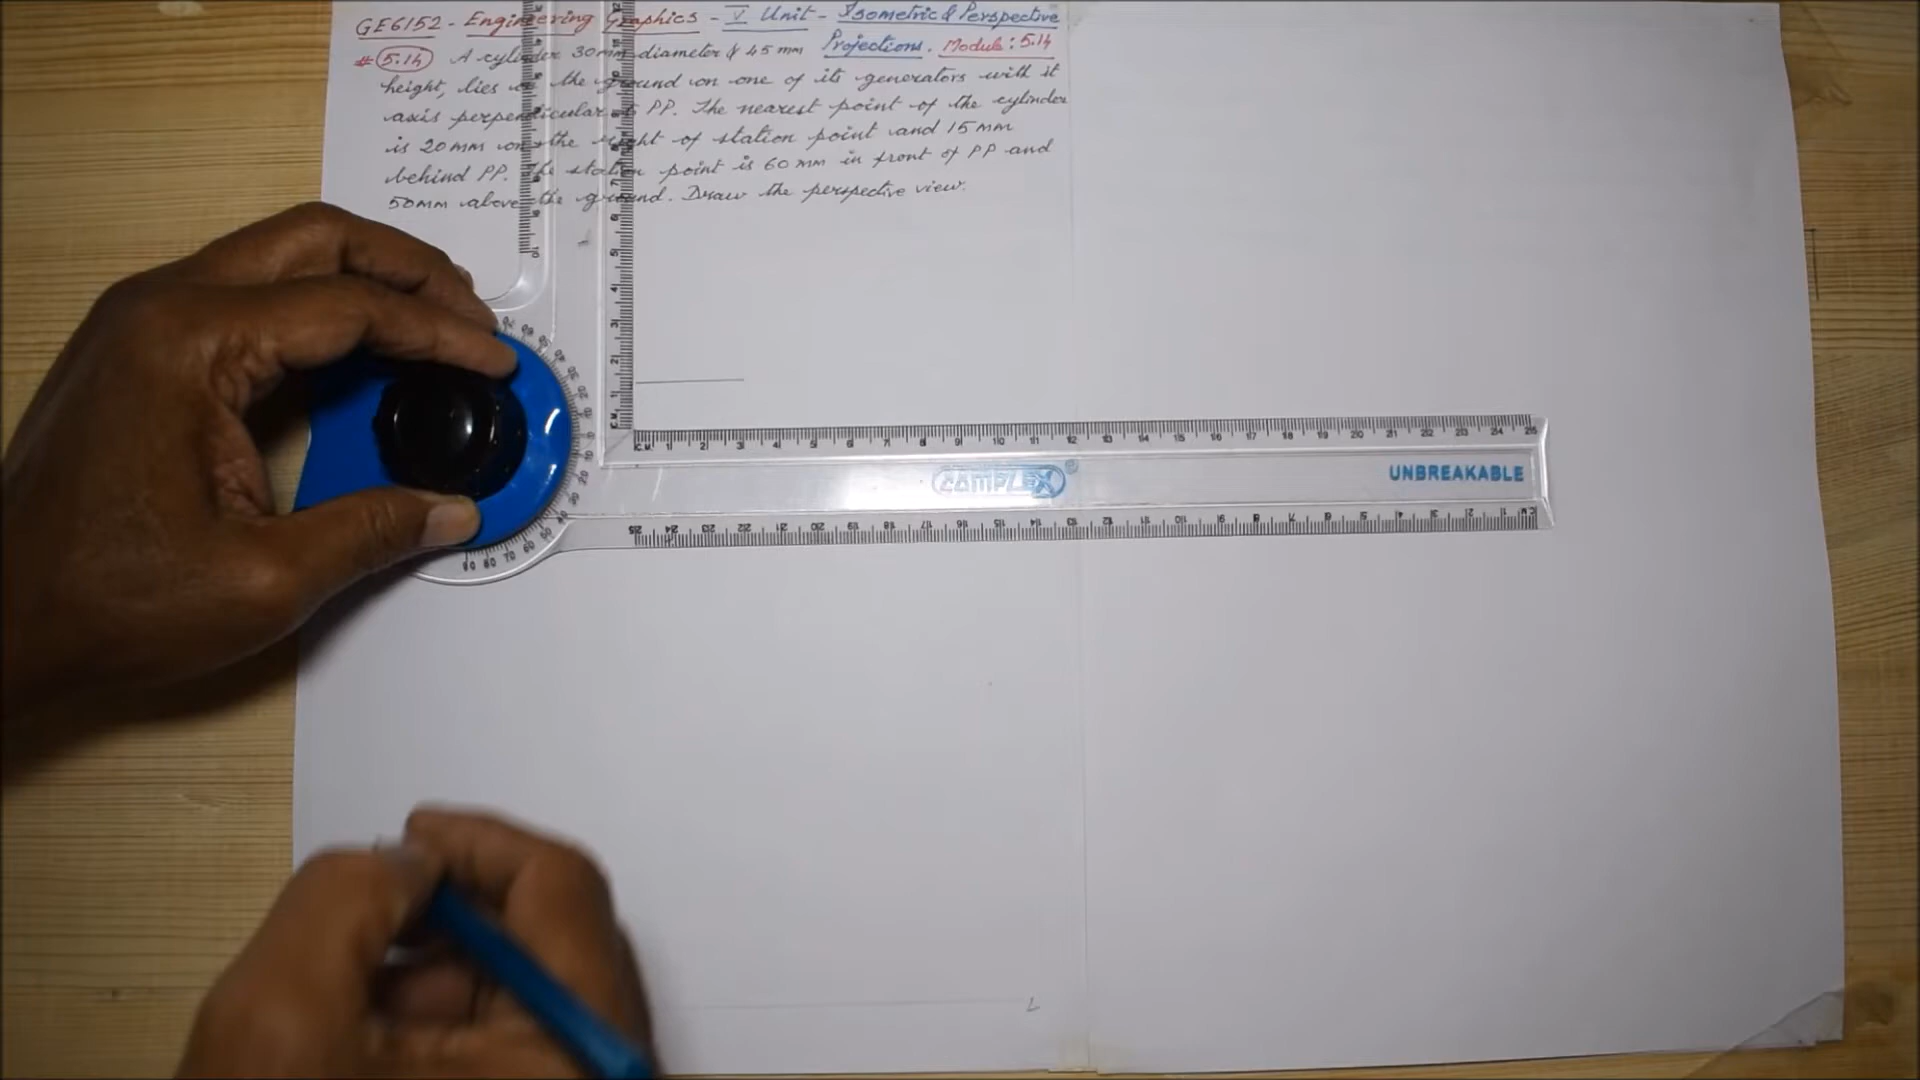 GE6152 - Engineering Graphics - V Unit - Isometric & Perspective
Projections. Module: 5.14
# 5.14 A cylinder 30mm diameter & 45 mm
height, lies on the ground on one of its generators with it
axis perpendicular to PP. The nearest point of the cylinder
is 20mm on the right of station point and 15mm
behind PP. The station point is 60 mm in front of PP and
50mm above the ground. Draw the perspective view.
COMPLEX
UNBREAKABLE